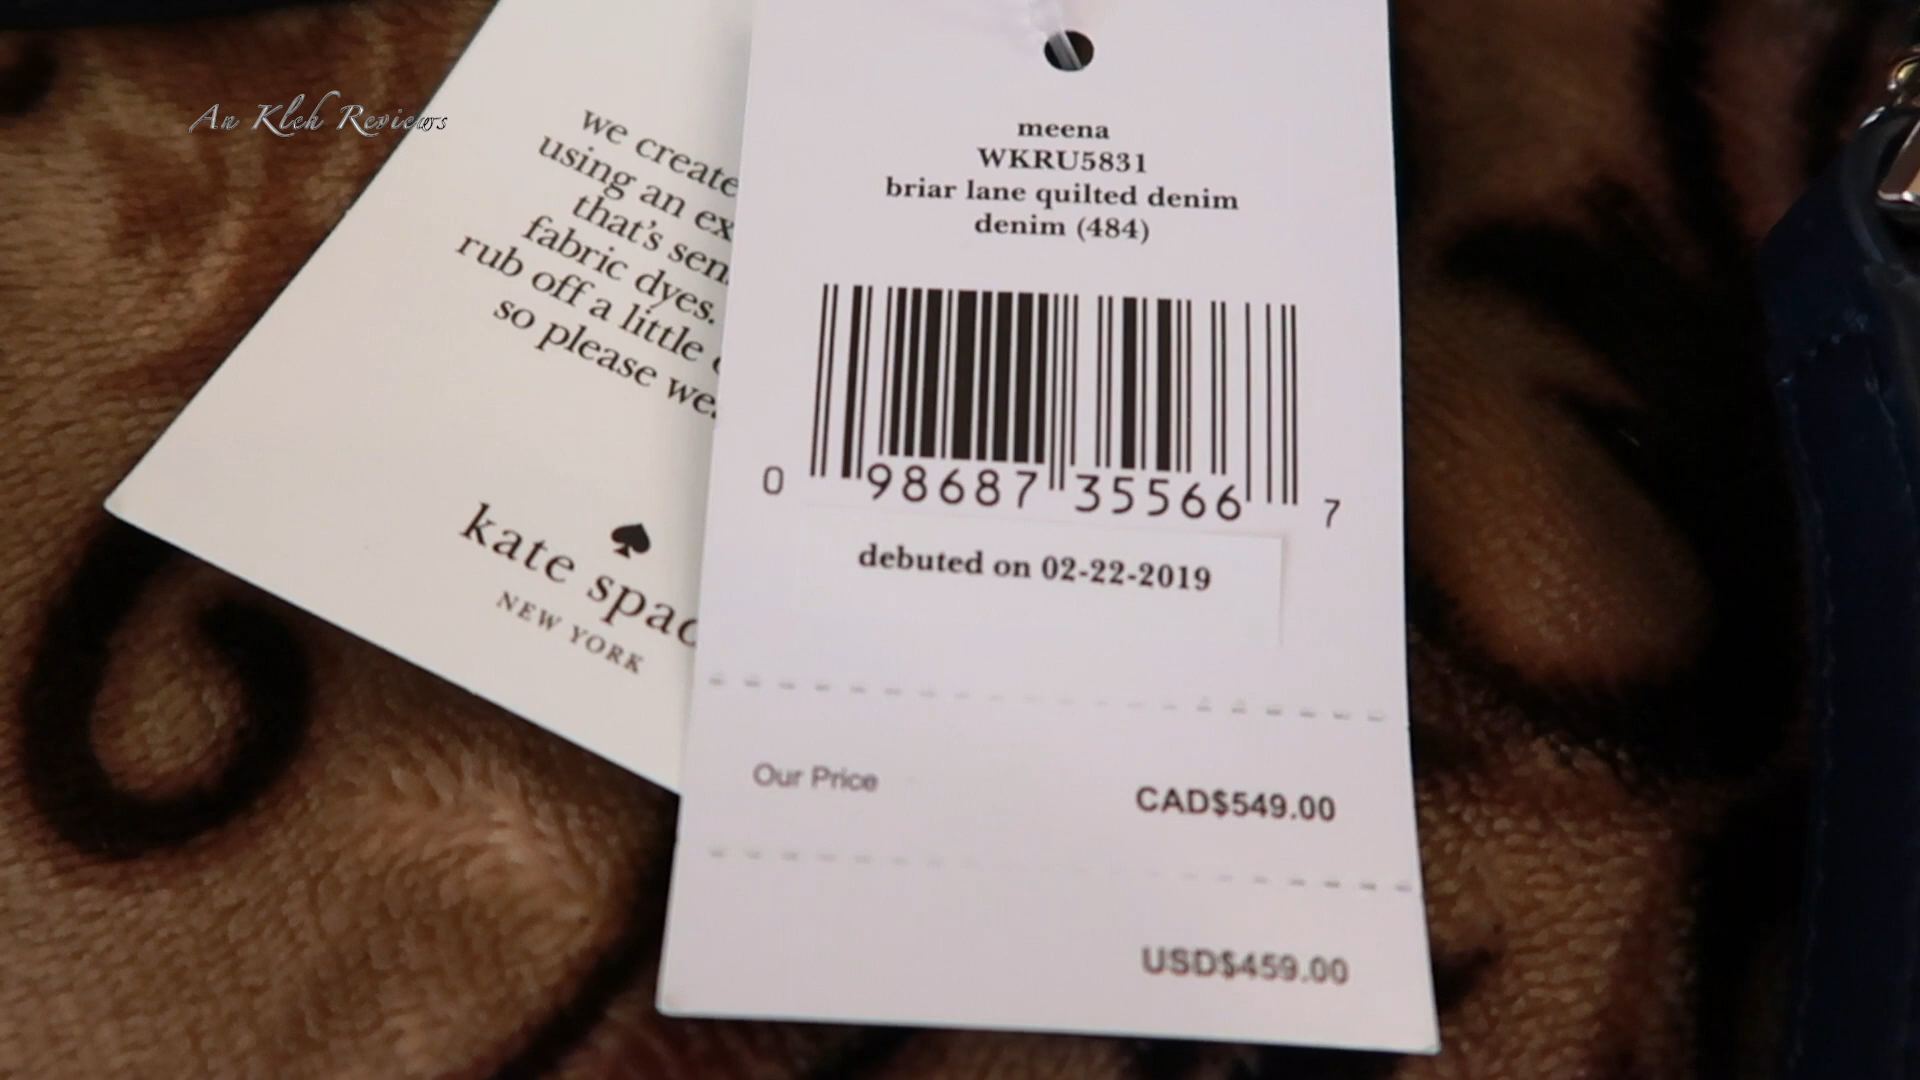 An Kleh Reviews
we create
using an ex
that's sen
fabric dyes.
rub off a little
so please we
kate spac
NEW YORK
meena
WKRU5831
briar lane quilted denim
denim (484)
0 98687 35566 7
debuted on 02-22-2019
Our Price CAD$549.00
USD$459.00